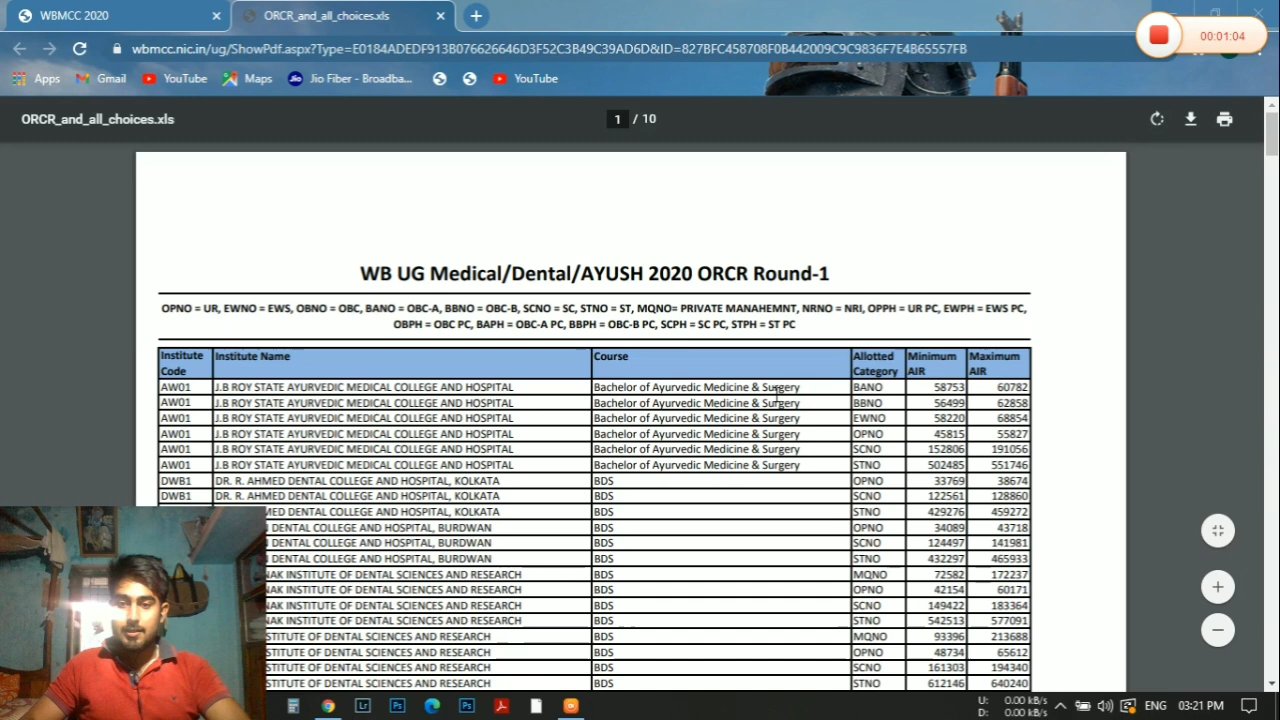 WBMCC 2020
ORCR_and_all_choices.xls
00:01:04
wbmcc.nic.in/ug/ShowPdf.aspx?Type=E0184ADEDF913B076626646D3F52C3B49C39AD6D&ID=827BFC458708F0B442009C9C9836F7E4B65557FB
Apps Gmail YouTube Maps Jio Fiber - Broadba... YouTube
ORCR_and_all_choices.xls 1 / 10
WB UG Medical/Dental/AYUSH 2020 ORCR Round-1
OPNO = UR, EWNO = EWS, OBNO = OBC, BANO = OBC-A, BBNO = OBC-B, SCNO = SC, STNO = ST, MQNO= PRIVATE MANAHEMNT, NRNO = NRI, OPPH = UR PC, EWPH = EWS PC,
OBPH = OBC PC, BAPH = OBC-A PC, BBPH = OBC-B PC, SCPH = SC PC, STPH = ST PC
Institute Code Institute Name Course Allotted Category Minimum AIR Maximum AIR
AW01 J.B ROY STATE AYURVEDIC MEDICAL COLLEGE AND HOSPITAL Bachelor of Ayurvedic Medicine & Surgery BANO 58753 60782
AW01 J.B ROY STATE AYURVEDIC MEDICAL COLLEGE AND HOSPITAL Bachelor of Ayurvedic Medicine & Surgery BBNO 56499 62858
AW01 J.B ROY STATE AYURVEDIC MEDICAL COLLEGE AND HOSPITAL Bachelor of Ayurvedic Medicine & Surgery EWNO 58220 68854
AW01 J.B ROY STATE AYURVEDIC MEDICAL COLLEGE AND HOSPITAL Bachelor of Ayurvedic Medicine & Surgery OPNO 45815 55827
AW01 J.B ROY STATE AYURVEDIC MEDICAL COLLEGE AND HOSPITAL Bachelor of Ayurvedic Medicine & Surgery SCNO 152806 191056
AW01 J.B ROY STATE AYURVEDIC MEDICAL COLLEGE AND HOSPITAL Bachelor of Ayurvedic Medicine & Surgery STNO 502485 551746
DWB1 DR. R. AHMED DENTAL COLLEGE AND HOSPITAL, KOLKATA BDS OPNO 33769 38674
DWB1 DR. R. AHMED DENTAL COLLEGE AND HOSPITAL, KOLKATA BDS SCNO 122561 128860
MED DENTAL COLLEGE AND HOSPITAL, KOLKATA BDS STNO 429276 459272
DENTAL COLLEGE AND HOSPITAL, BURDWAN BDS OPNO 34089 43718
DENTAL COLLEGE AND HOSPITAL, BURDWAN BDS SCNO 124497 141981
DENTAL COLLEGE AND HOSPITAL, BURDWAN BDS STNO 432297 465933
NAK INSTITUTE OF DENTAL SCIENCES AND RESEARCH BDS MQNO 72582 172237
NAK INSTITUTE OF DENTAL SCIENCES AND RESEARCH BDS OPNO 42154 60171
NAK INSTITUTE OF DENTAL SCIENCES AND RESEARCH BDS SCNO 149422 183364
NAK INSTITUTE OF DENTAL SCIENCES AND RESEARCH BDS STNO 542513 577091
STITUTE OF DENTAL SCIENCES AND RESEARCH BDS MQNO 93396 213688
STITUTE OF DENTAL SCIENCES AND RESEARCH BDS OPNO 48734 65612
STITUTE OF DENTAL SCIENCES AND RESEARCH BDS SCNO 161303 194340
STITUTE OF DENTAL SCIENCES AND RESEARCH BDS STNO 612146 640240
U: 0.00 kB/s
D: 0.00 kB/s
ENG 03:21 PM